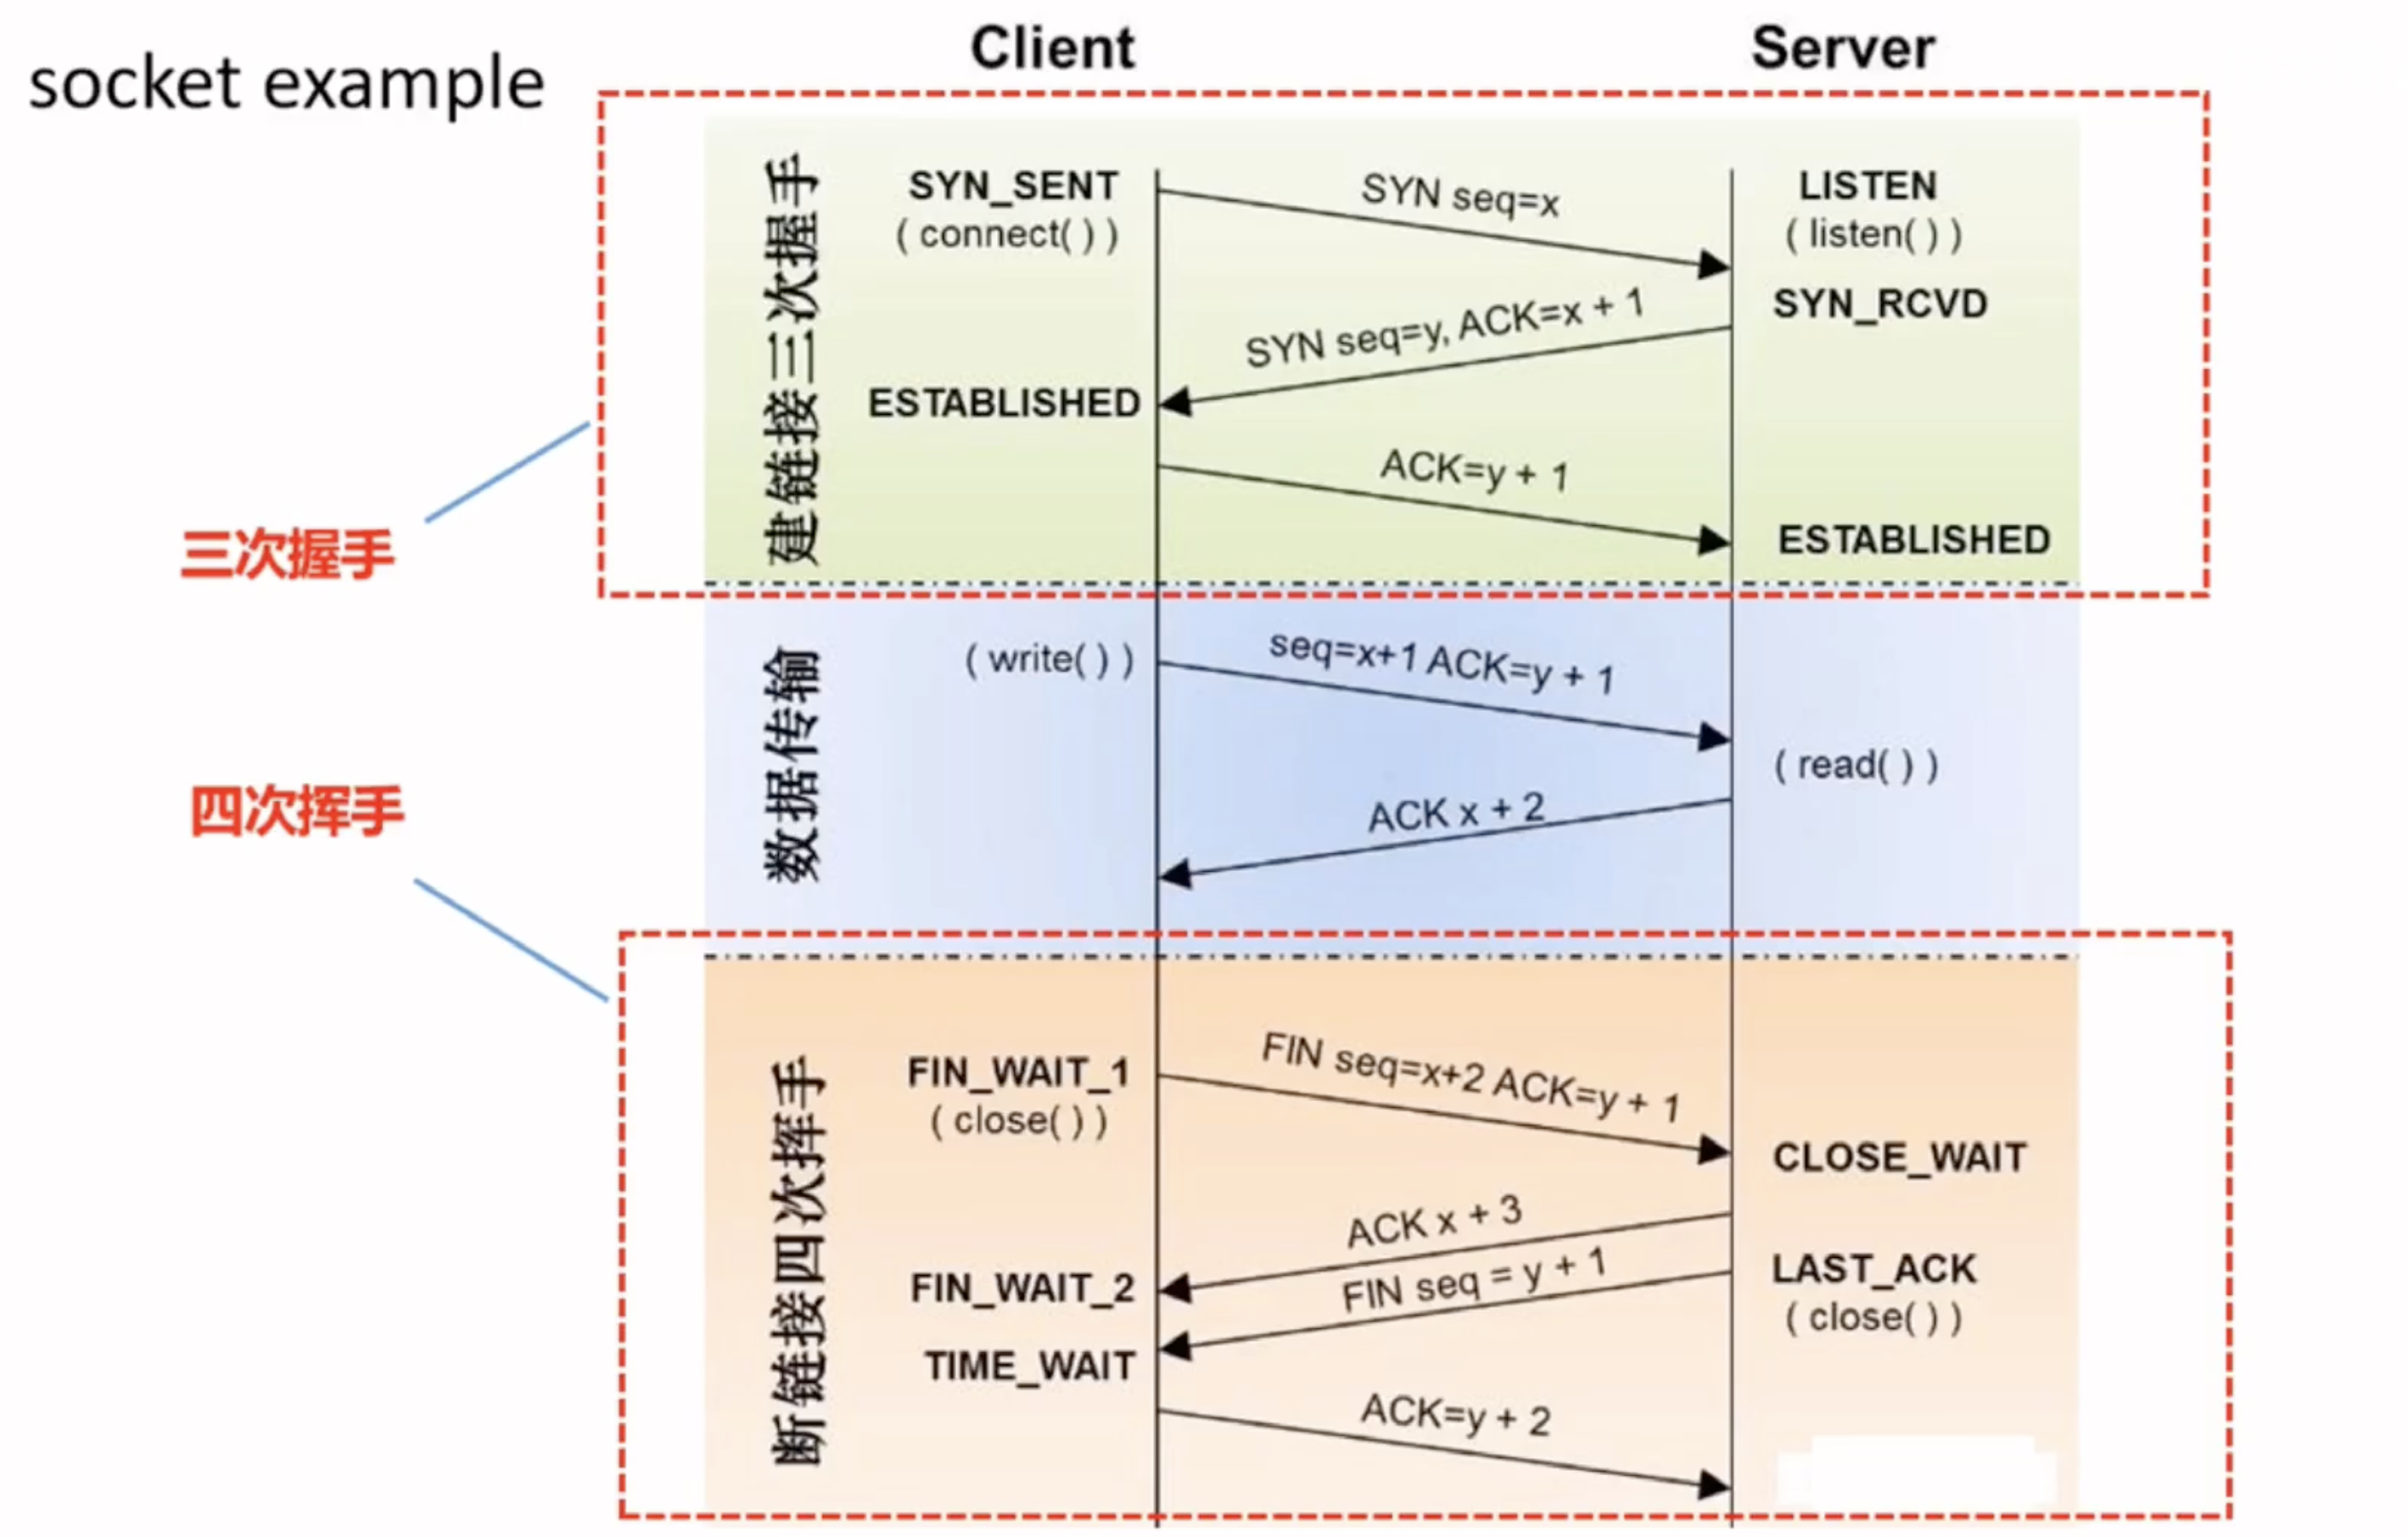 socket example
Client
Server
建链接三次握手
SYN_SENT
( connect( ) )
SYN seq=x
LISTEN
( listen( ) )
SYN_RCVD
SYN seq=y, ACK=x + 1
ESTABLISHED
ACK=y + 1
ESTABLISHED
三次握手
数据传输
( write( ) )
seq=x+1 ACK=y + 1
( read( ) )
ACK x + 2
四次挥手
断链接四次挥手
FIN_WAIT_1
( close( ) )
FIN seq=x+2 ACK=y + 1
CLOSE_WAIT
ACK x + 3
FIN_WAIT_2
FIN seq = y + 1
LAST_ACK
( close( ) )
TIME_WAIT
ACK=y + 2